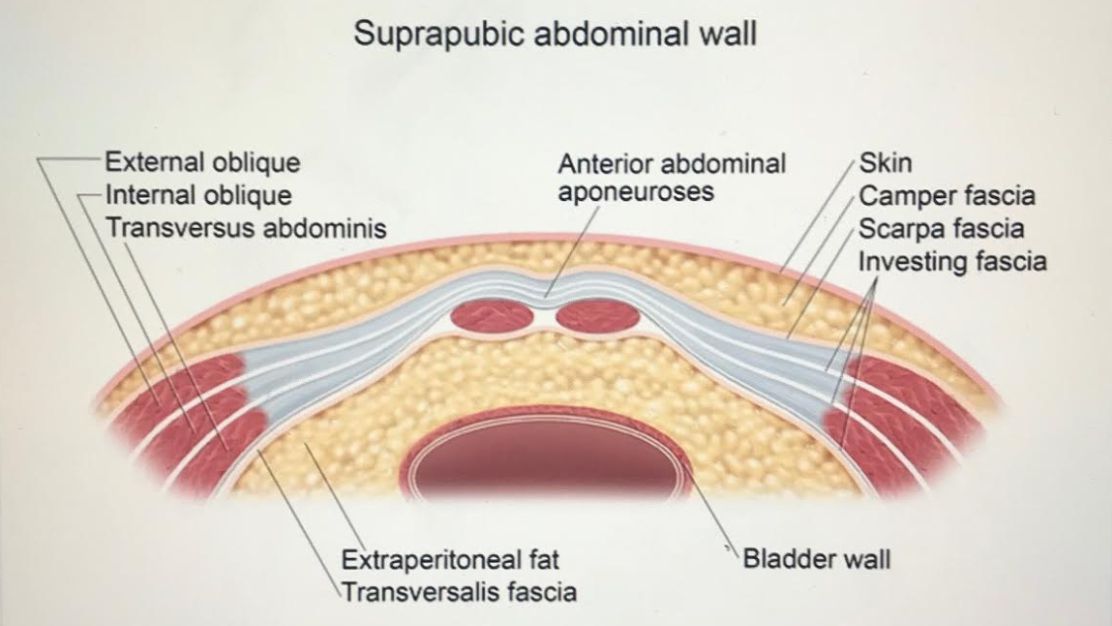 Suprapubic abdominal wall
External oblique
Internal oblique
Transversus abdominis
Anterior abdominal
aponeuroses
Skin
Camper fascia
Scarpa fascia
Investing fascia
Extraperitoneal fat
Transversalis fascia
Bladder wall